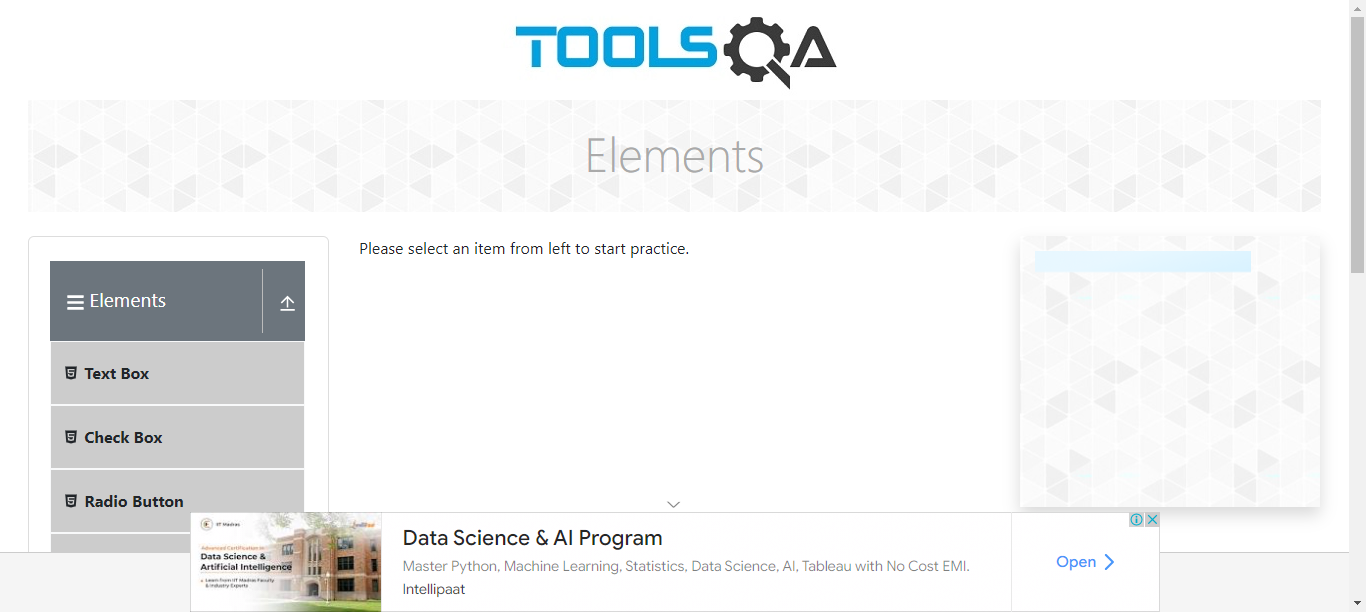 TOOLSQA
Elements
Elements
Text Box
Check Box
Radio Button
Please select an item from left to start practice.
IIT Madras
Advanced Certification in
Data Science &
Artificial Intelligence
Learn from IIT Madras Faculty
& Industry Experts
Data Science & AI Program
Master Python, Machine Learning, Statistics, Data Science, AI, Tableau with No Cost EMI.
Intellipaat
Open